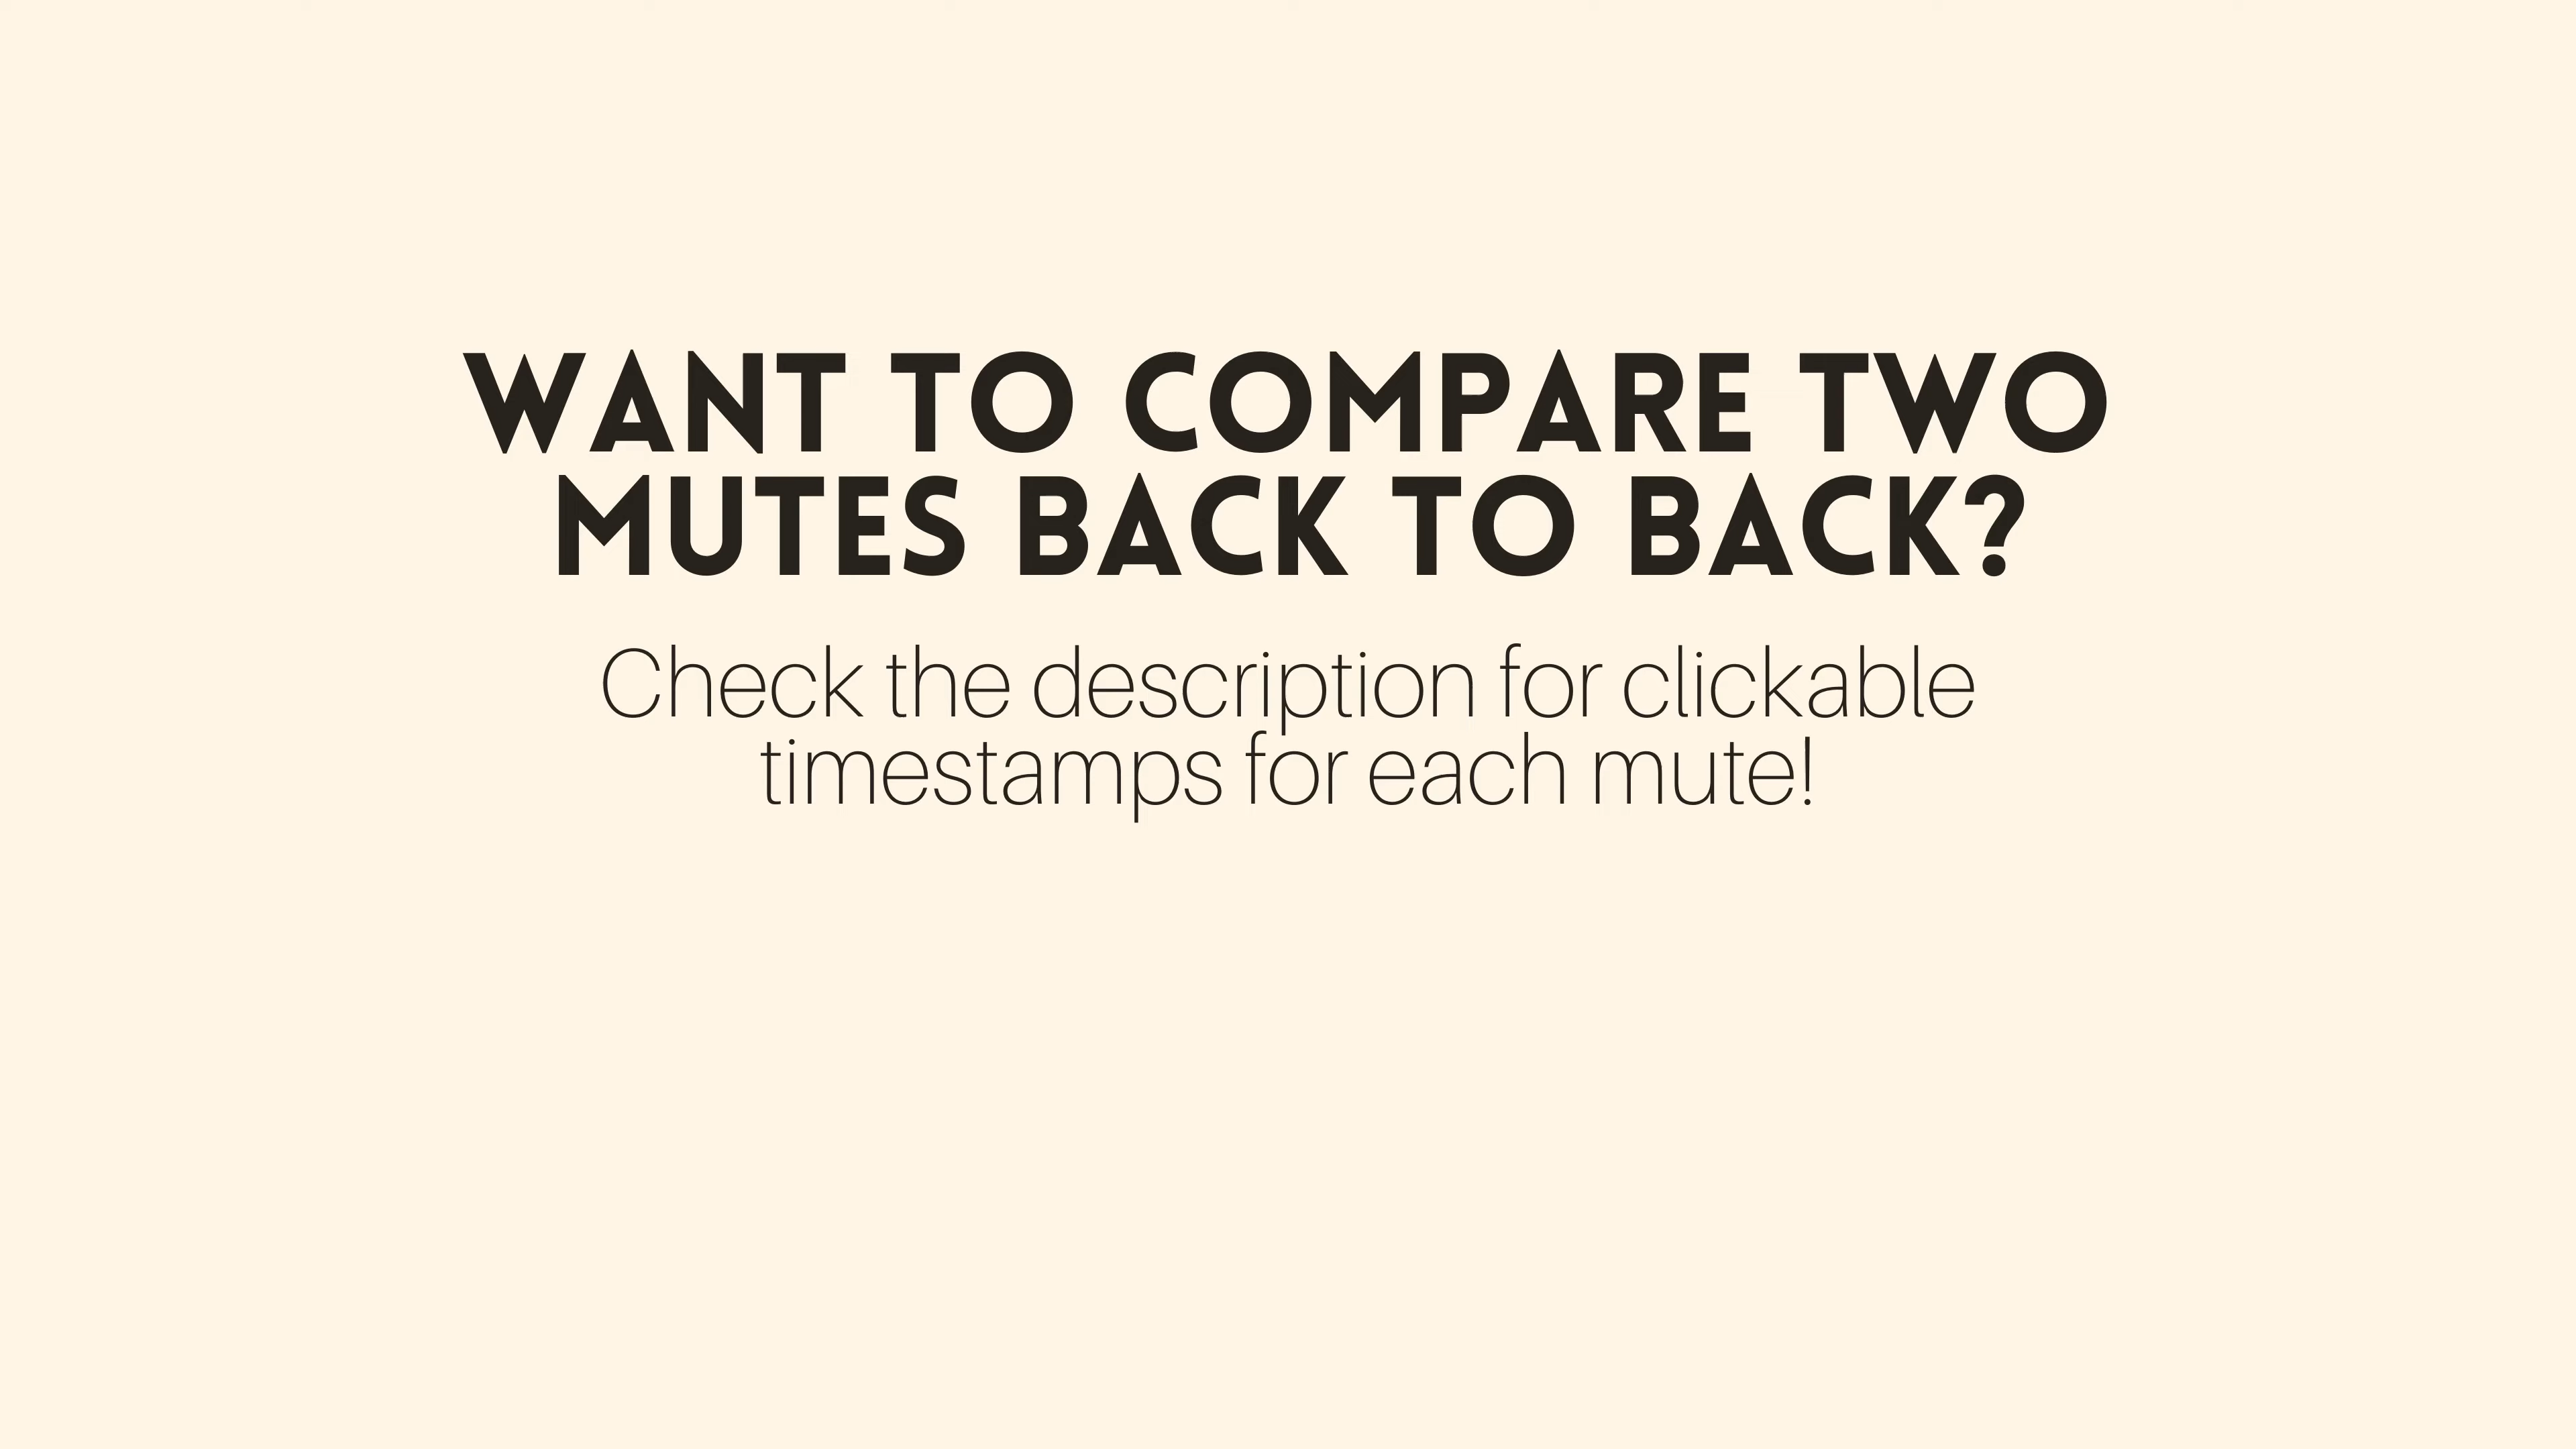 WANT TO COMPARE TWO
MUTES BACK TO BACK?
Check the description for clickable
timestamps for each mute!